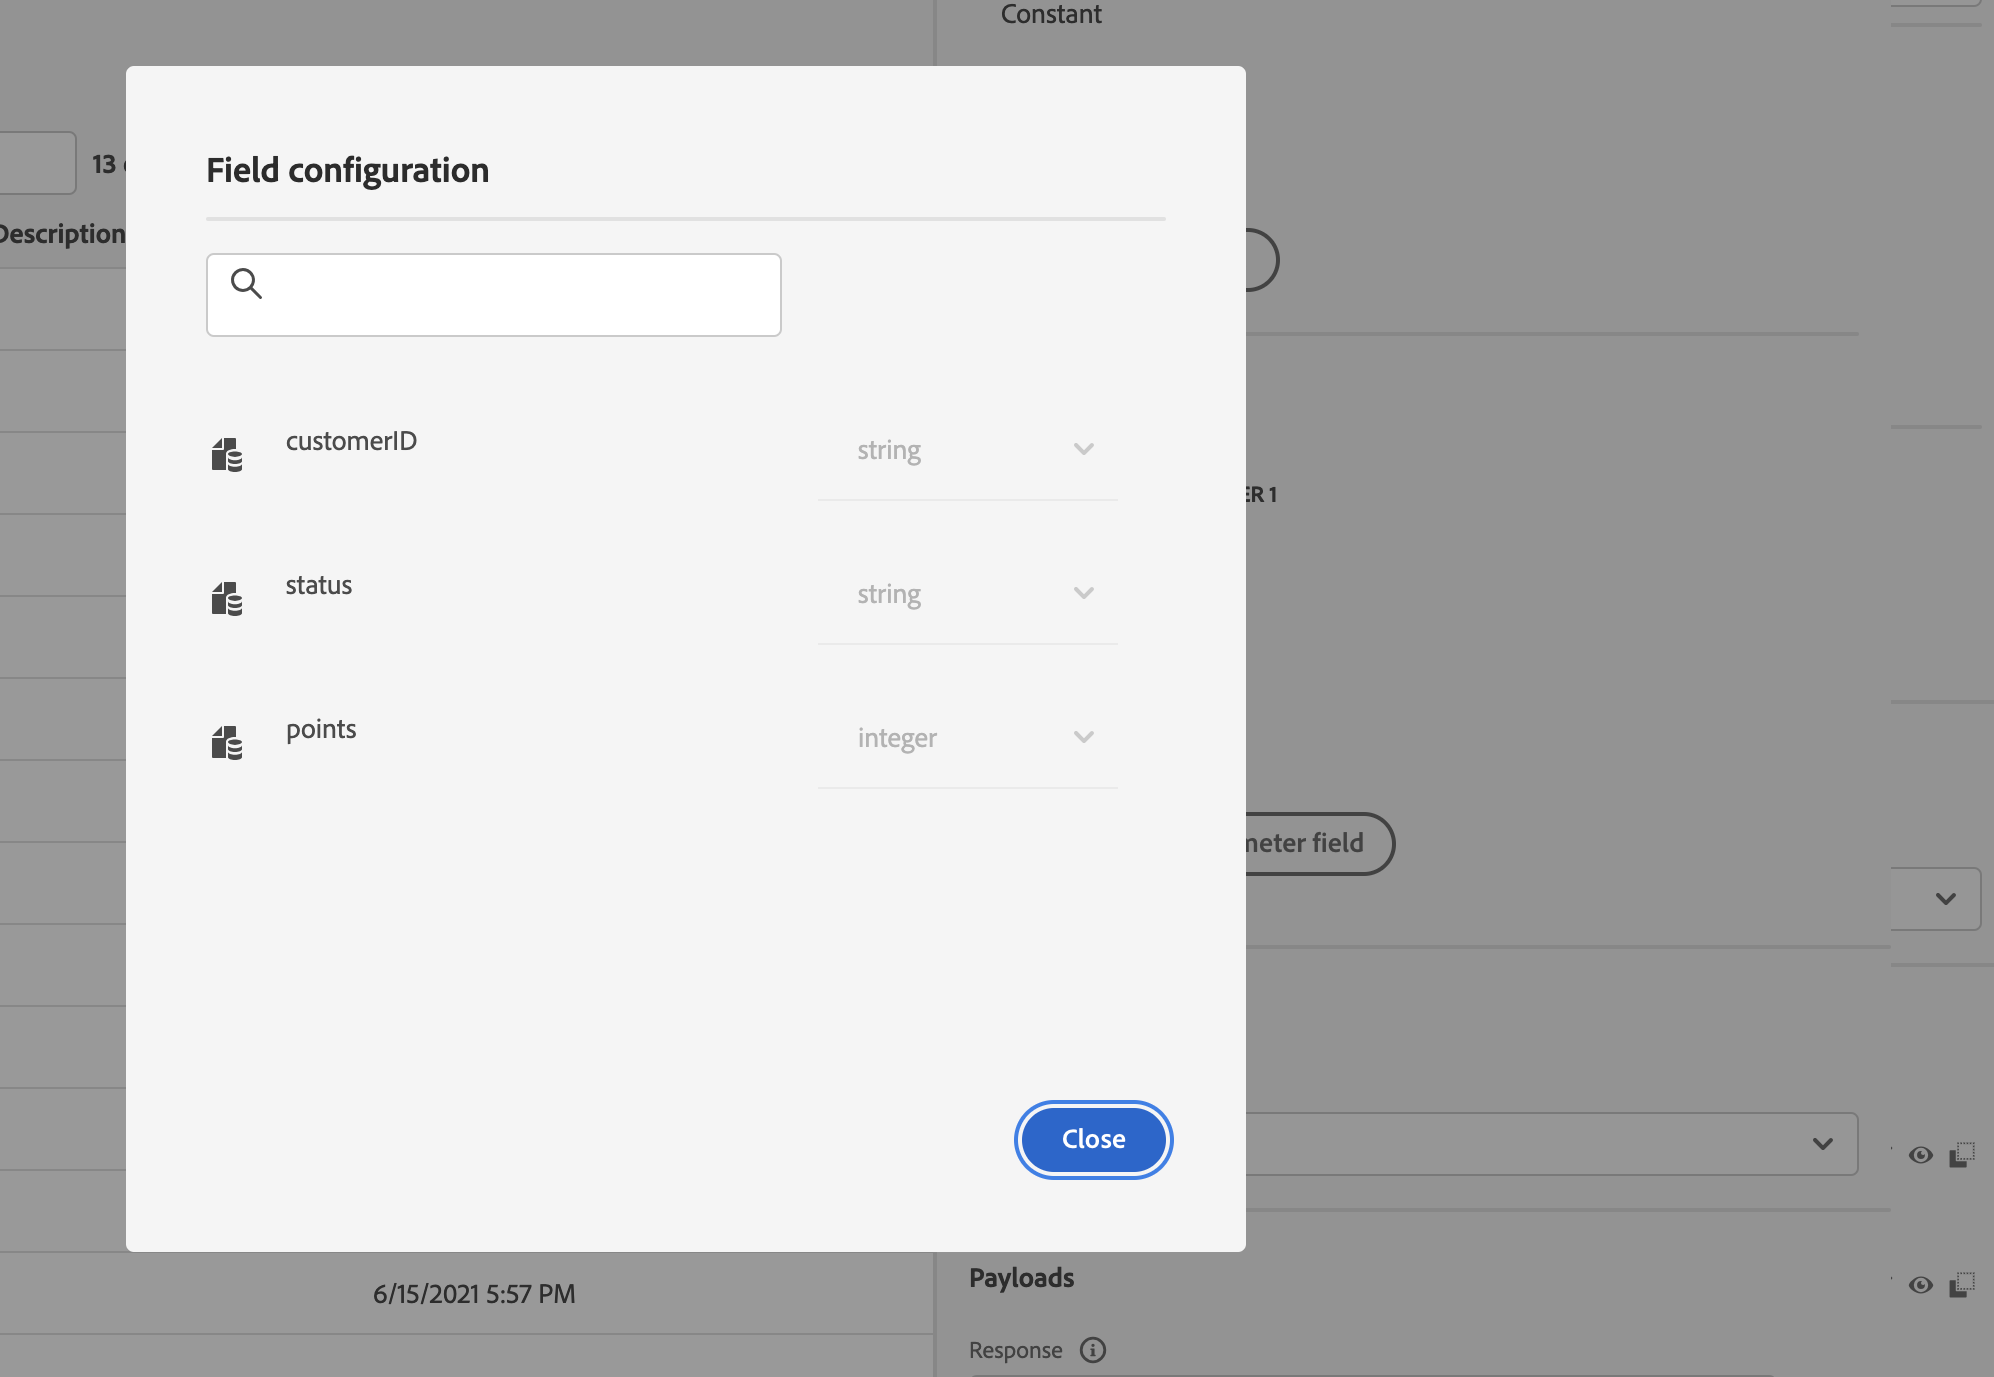 Constant
13
Description
Field configuration
customerID
string
status
string
points
integer
ER 1
meter field
Close
6/15/2021 5:57 PM
Payloads
Response